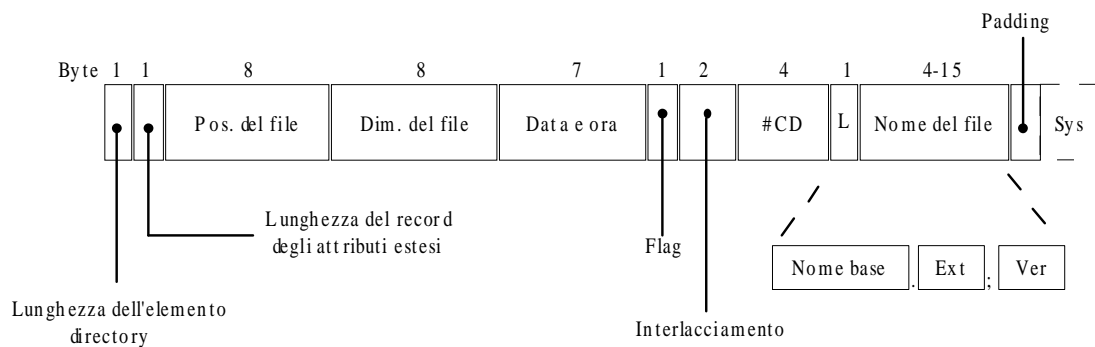 Padding
Byte 1 1 8 8 7 1 2 4 1 4-15
Pos. del file Dim. del file Data e ora #CD L Nome del file Sys
Lunghezza del record
degli attributi estesi
Flag
Nome base . Ext ; Ver
Lunghezza dell'elemento
directory
Interlacciamento